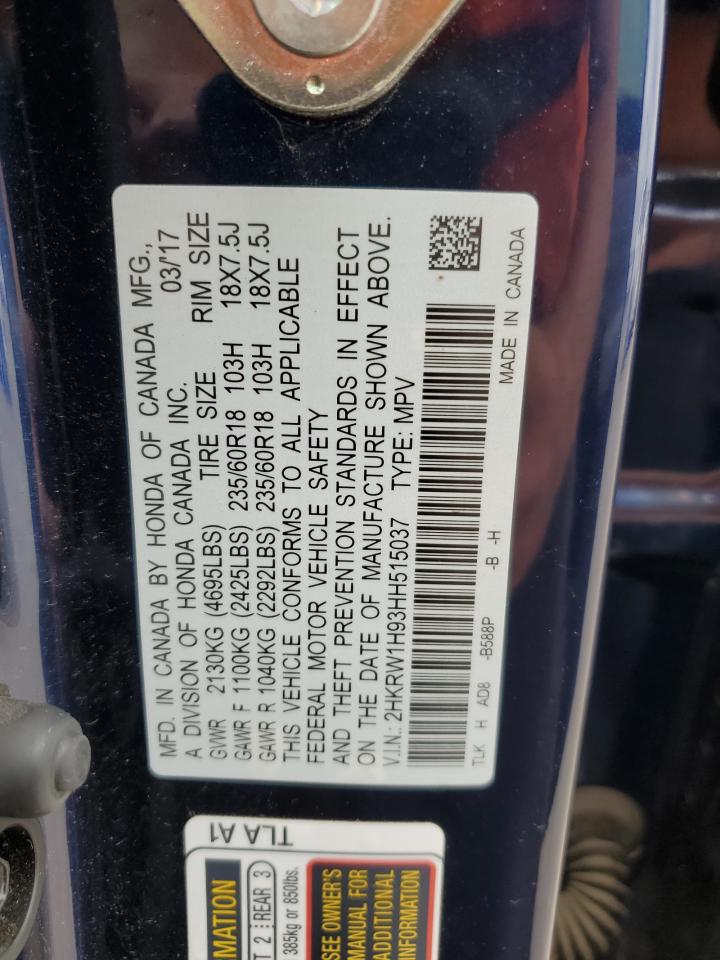 MFD. IN CANADA BY HONDA OF CANADA MFG.,
A DIVISION OF HONDA CANADA INC. 03/'17
GVWR 2130KG (4695LBS) TIRE SIZE RIM SIZE
GAWR F 1100KG (2425LBS) 235/60R18 103H 18X7.5J
GAWR R 1040KG (2292LBS) 235/60R18 103H 18X7.5J
THIS VEHICLE CONFORMS TO ALL APPLICABLE
FEDERAL MOTOR VEHICLE SAFETY
AND THEFT PREVENTION STANDARDS IN EFFECT
ON THE DATE OF MANUFACTURE SHOWN ABOVE.
V.I.N.: 2HKRW1H93HH515037 TYPE: MPV
TLK H AD8 -B588P -B -H MADE IN CANADA
TLA A1
MATION
T 2 REAR 3
385kg or 850lbs.
SEE OWNER'S
MANUAL FOR
ADDITIONAL
INFORMATION